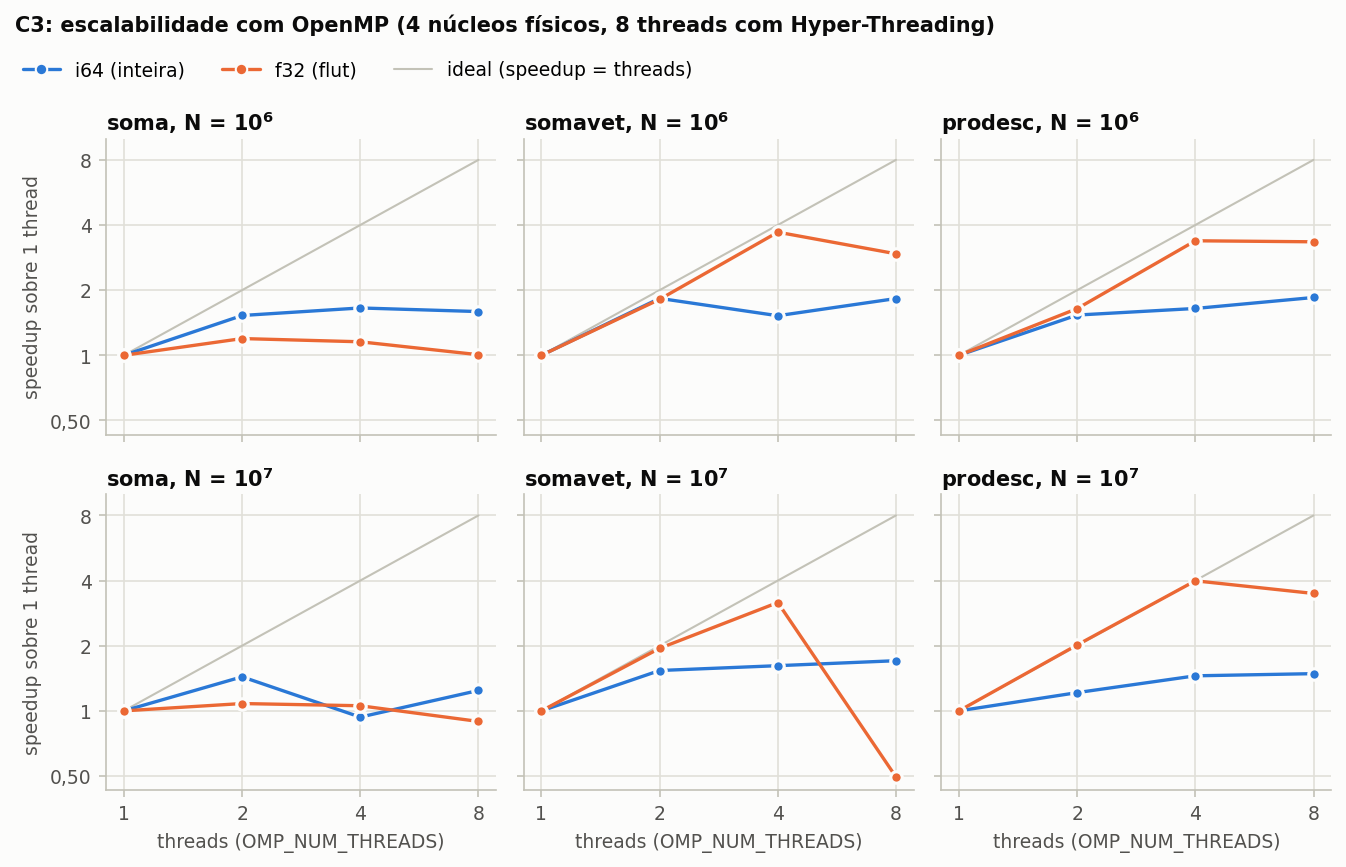 C3: escalabilidade com OpenMP (4 núcleos físicos, 8 threads com Hyper-Threading)
i64 (inteira) f32 (flut) ideal (speedup = threads)
soma, N = 10⁶ somavet, N = 10⁶ prodesc, N = 10⁶
8
4
2
1
0,50
speedup sobre 1 thread
soma, N = 10⁷ somavet, N = 10⁷ prodesc, N = 10⁷
8
4
2
1
0,50
speedup sobre 1 thread
1 2 4 8 1 2 4 8 1 2 4 8
threads (OMP_NUM_THREADS) threads (OMP_NUM_THREADS) threads (OMP_NUM_THREADS)